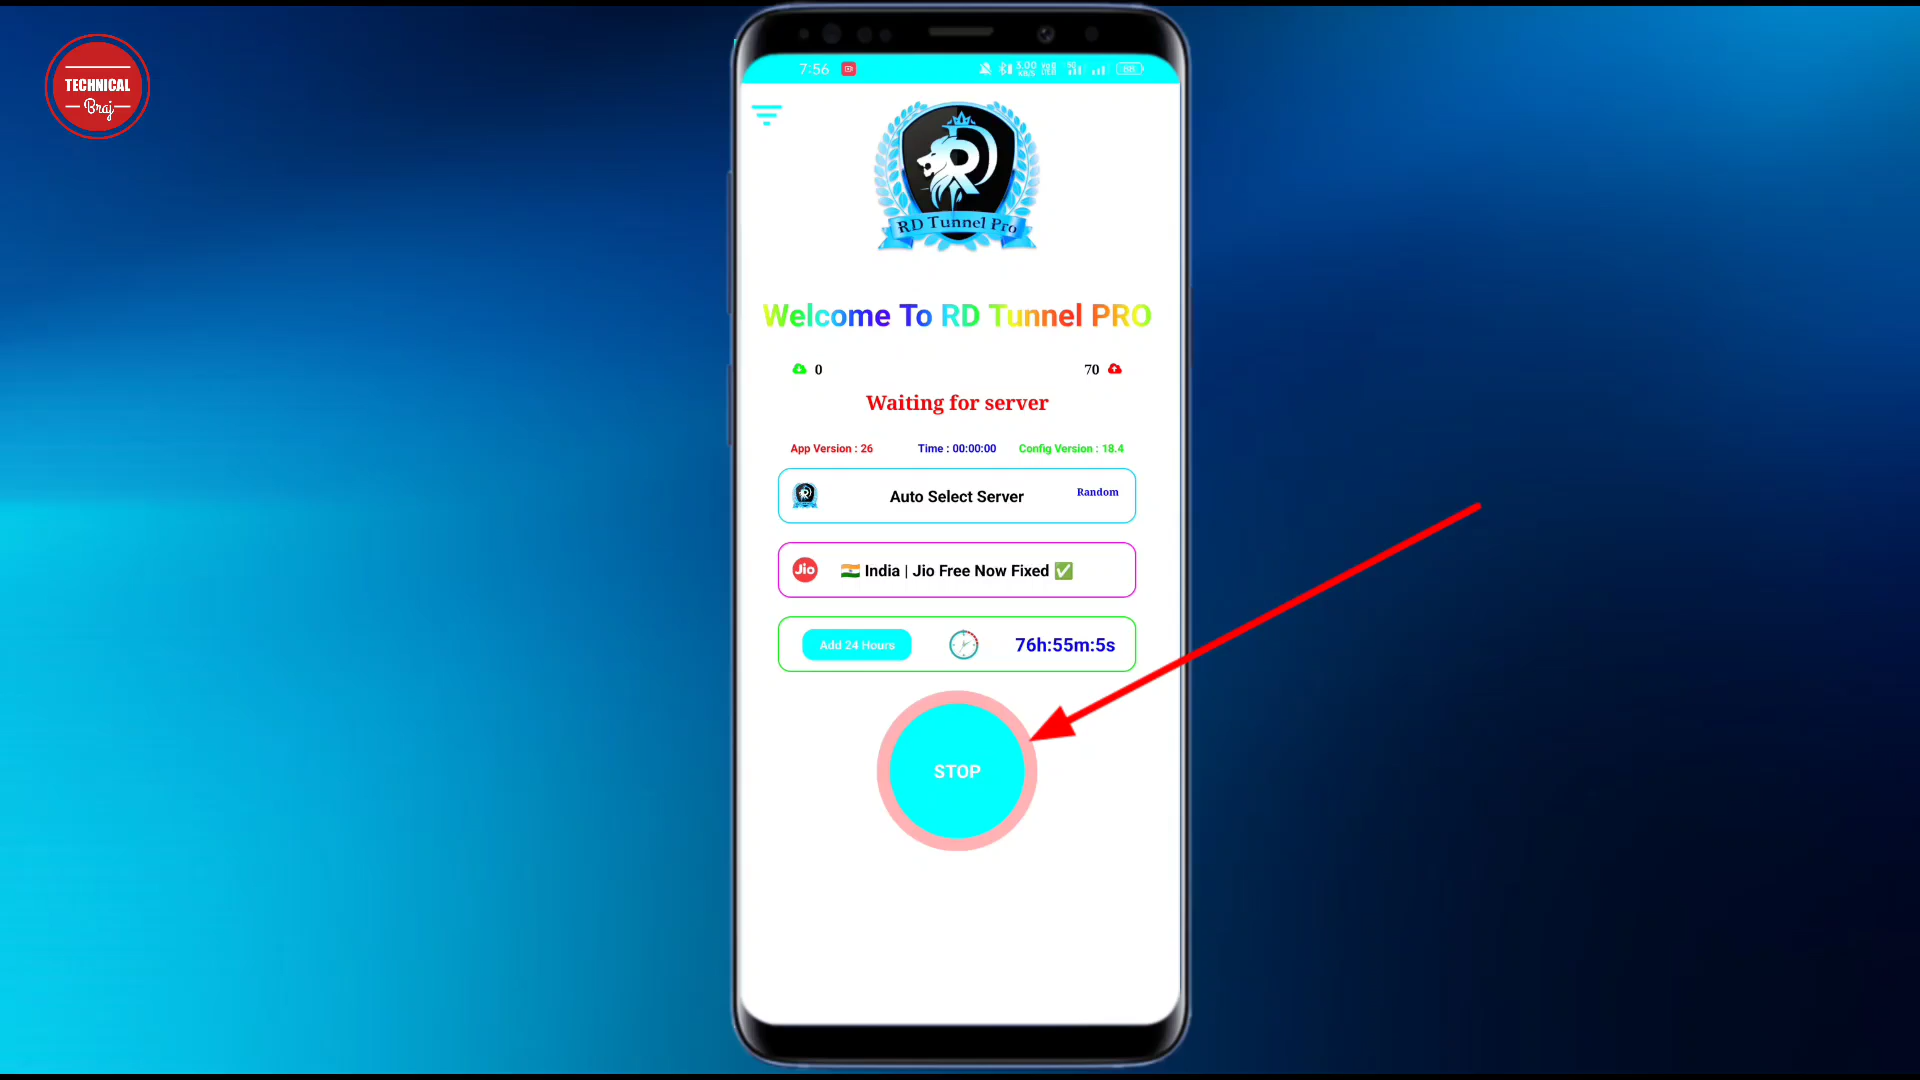 TECHNICAL
Braj
7:56
3.00
RD Tunnel Pro
Welcome To RD Tunnel PRO
0
70
Waiting for server
App Version : 26
Time : 00:00:00
Config Version : 18.4
Auto Select Server
Random
Jio
India | Jio Free Now Fixed
Add 24 Hours
76h:55m:5s
STOP